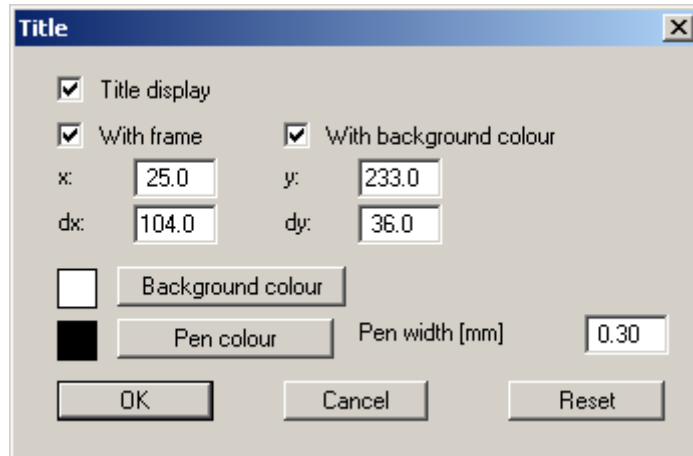 Title
Title display
With frame With background colour
x: 25.0 y: 233.0
dx: 104.0 dy: 36.0
Background colour
Pen colour Pen width [mm] 0.30
OK Cancel Reset